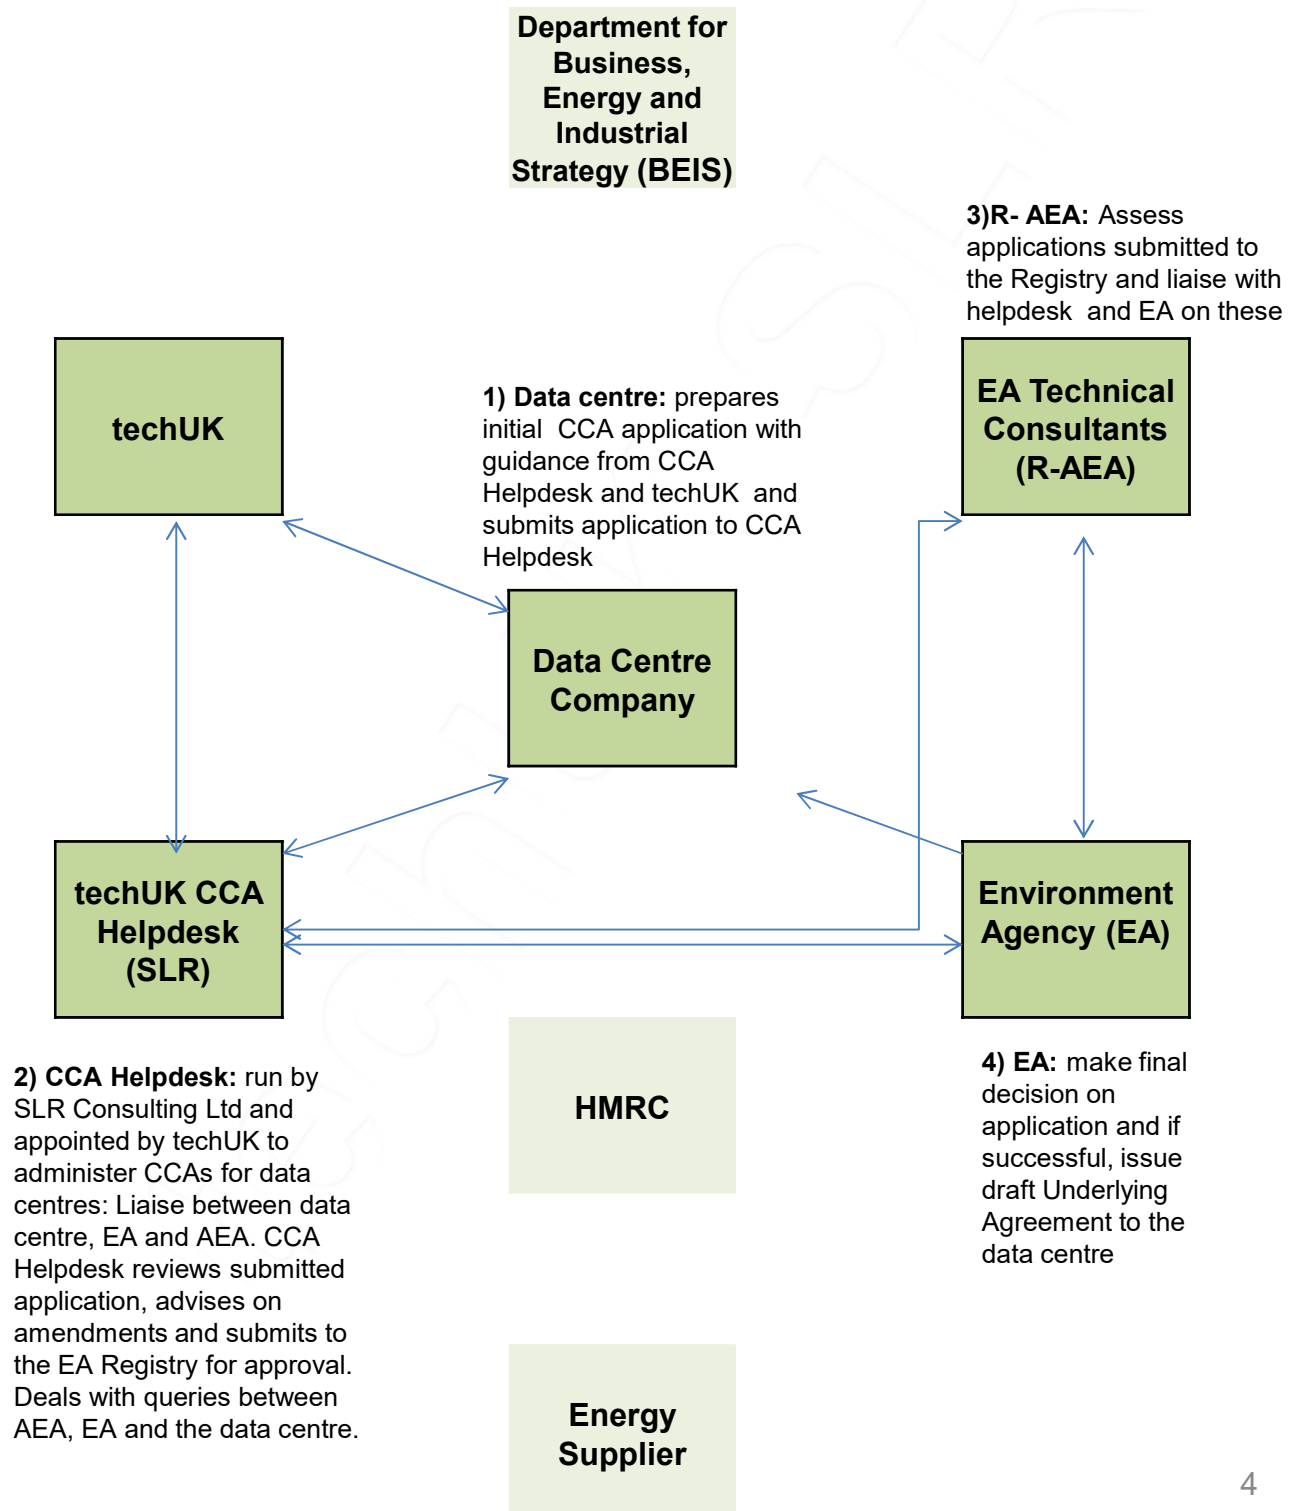 Department for
Business,
Energy and
Industrial
Strategy (BEIS)
3)R- AEA: Assess
applications submitted to
the Registry and liaise with
helpdesk  and EA on these
techUK
1) Data centre: prepares
initial  CCA application with
guidance from CCA
Helpdesk and techUK  and
submits application to CCA
Helpdesk
EA Technical
Consultants
(R-AEA)
Data Centre
Company
techUK CCA
Helpdesk
(SLR)
Environment
Agency (EA)
2) CCA Helpdesk: run by
SLR Consulting Ltd and
appointed by techUK to
administer CCAs for data
centres: Liaise between data
centre, EA and AEA. CCA
Helpdesk reviews submitted
application, advises on
amendments and submits to
the EA Registry for approval.
Deals with queries between
AEA, EA and the data centre.
HMRC
4) EA: make final
decision on
application and if
successful, issue
draft Underlying
Agreement to the
data centre
Energy
Supplier
4